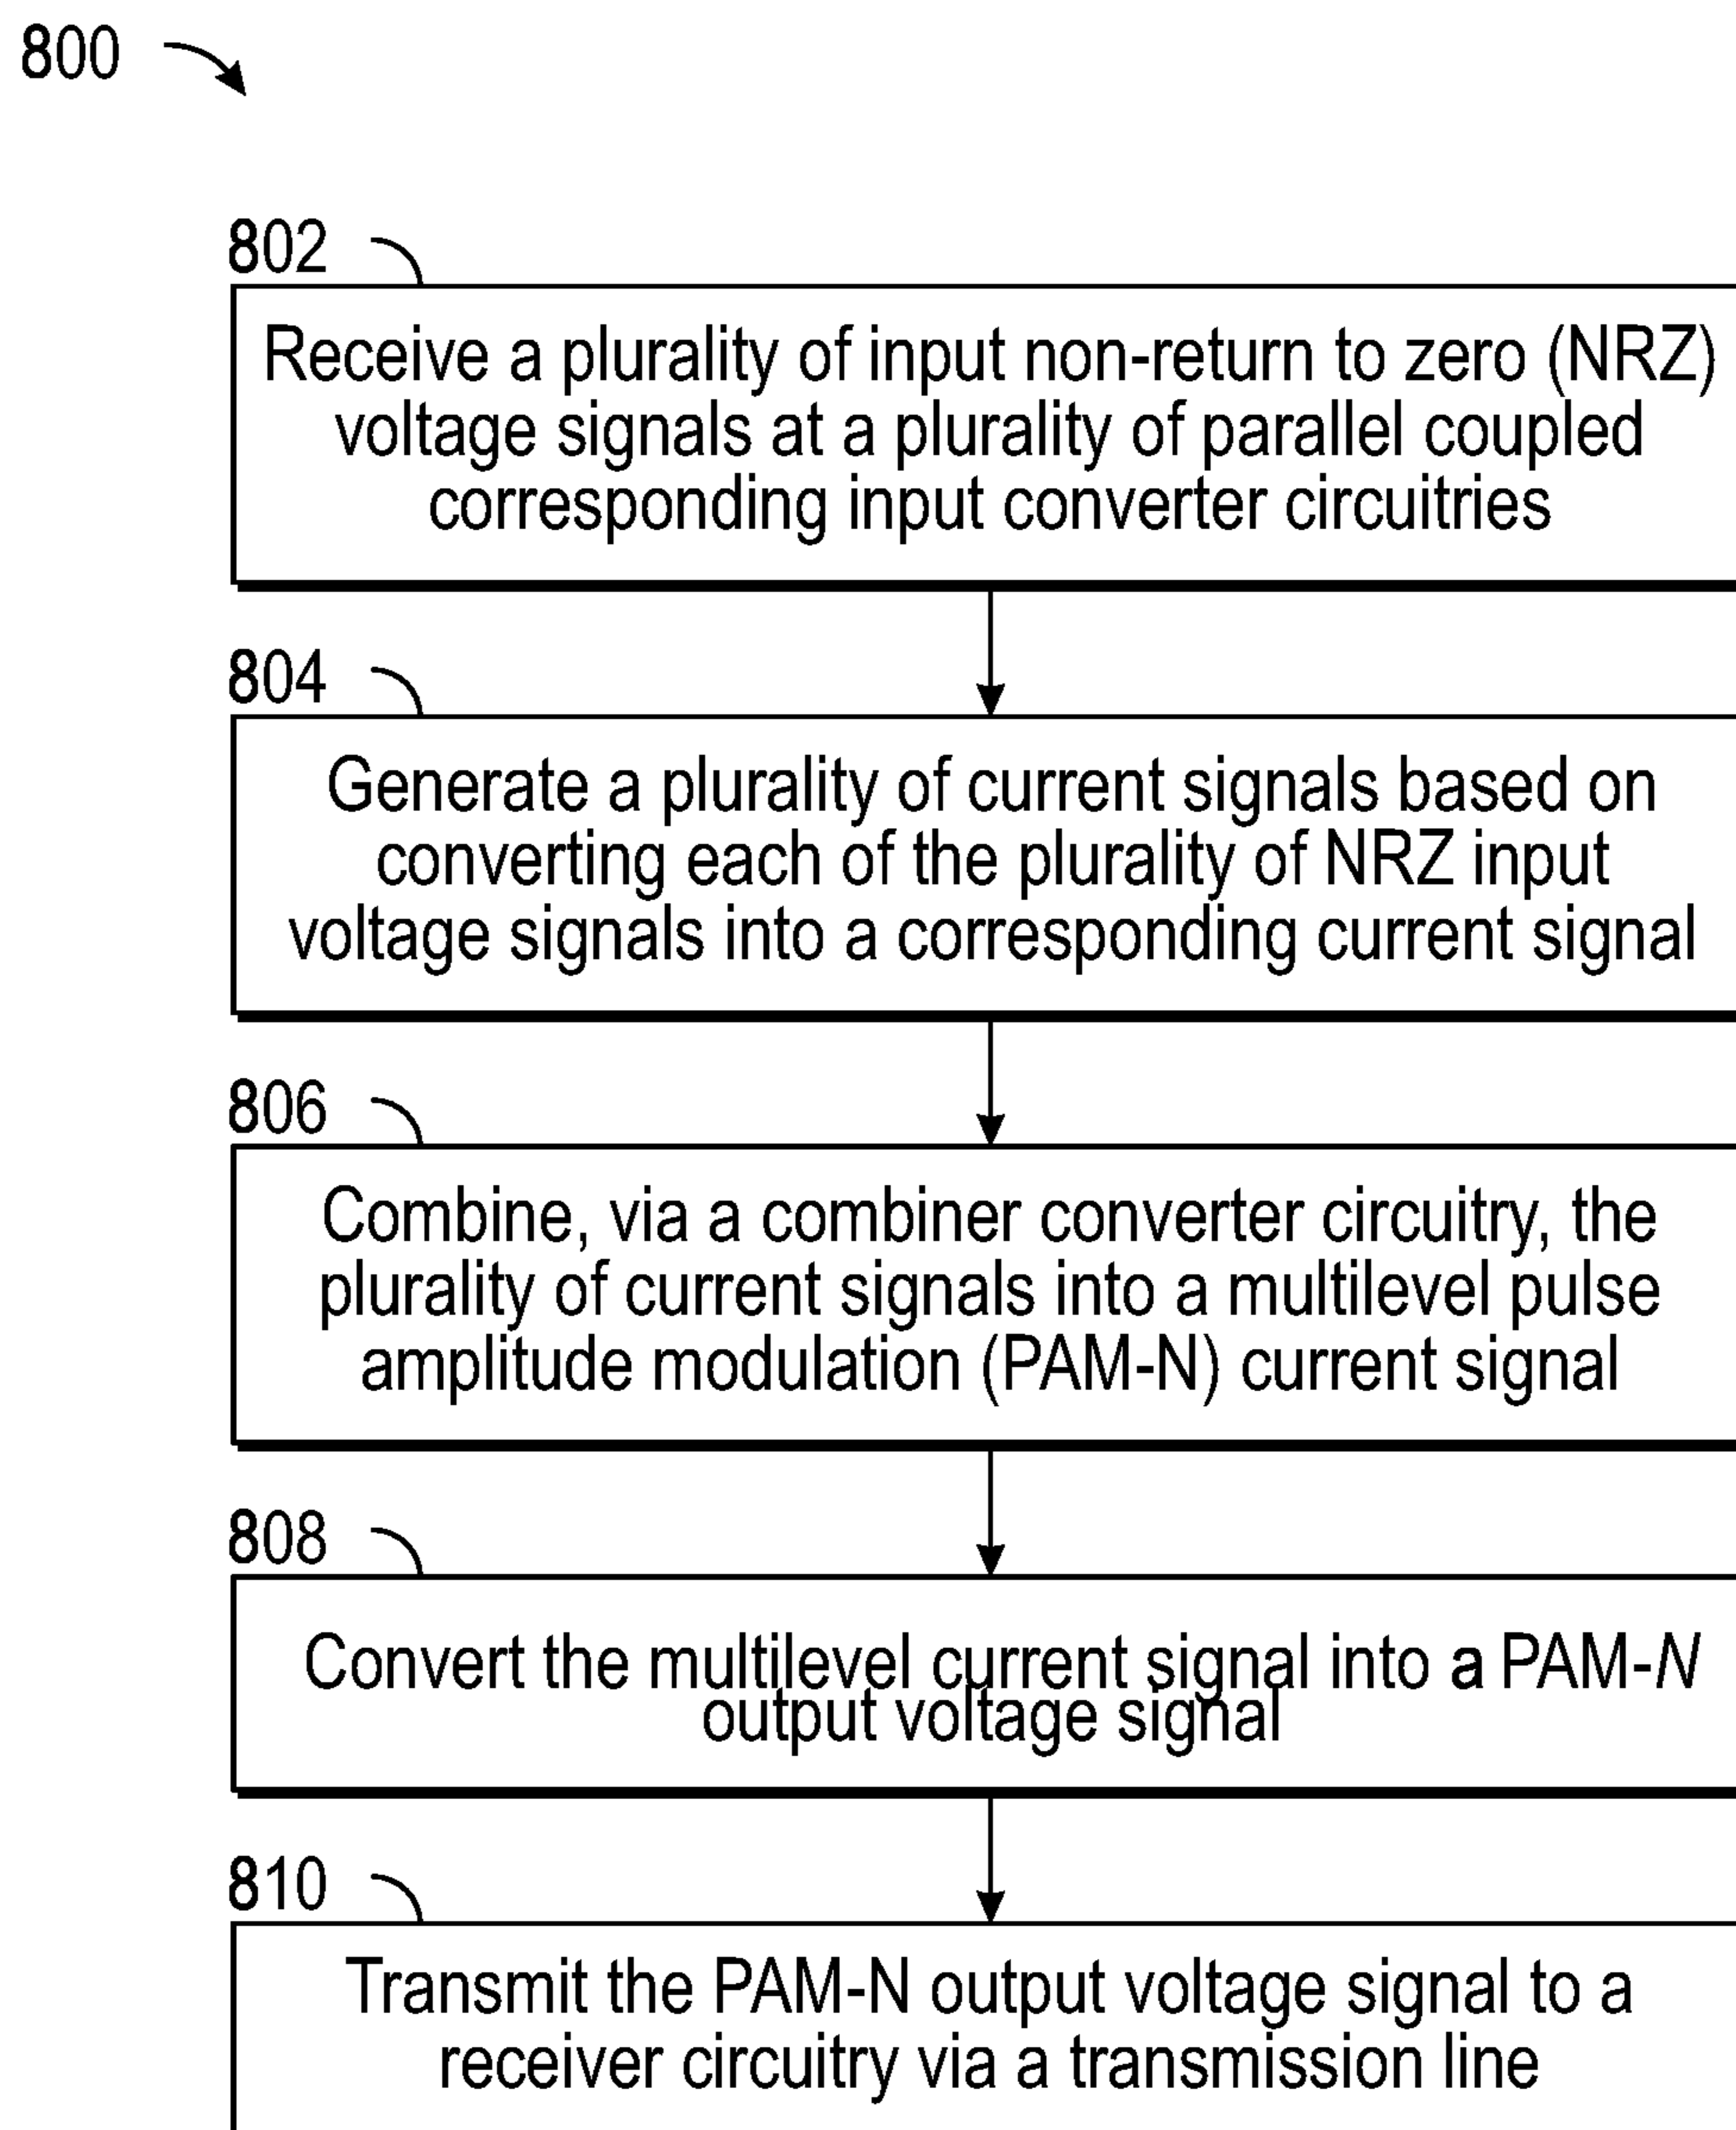 800
802
Receive a plurality of input non-return to zero (NRZ)
voltage signals at a plurality of parallel coupled
corresponding input converter circuitries
804
Generate a plurality of current signals based on
converting each of the plurality of NRZ input
voltage signals into a corresponding current signal
806
Combine, via a combiner converter circuitry, the
plurality of current signals into a multilevel pulse
amplitude modulation (PAM-N) current signal
808
Convert the multilevel current signal into a PAM-N
output voltage signal
810
Transmit the PAM-N output voltage signal to a
receiver circuitry via a transmission line